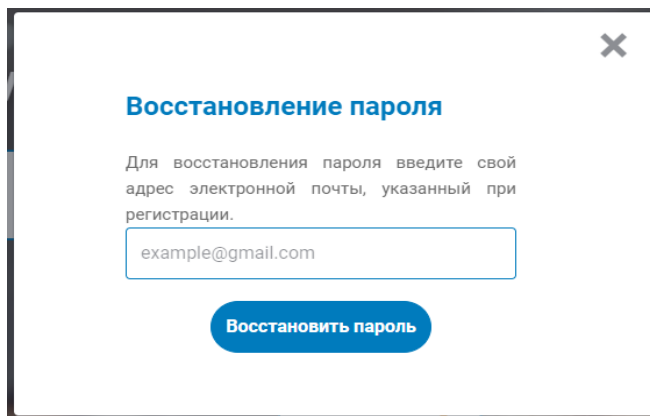 Восстановление пароля
Для восстановления пароля введите свой
адрес электронной почты, указанный при
регистрации.
example@gmail.com
Восстановить пароль